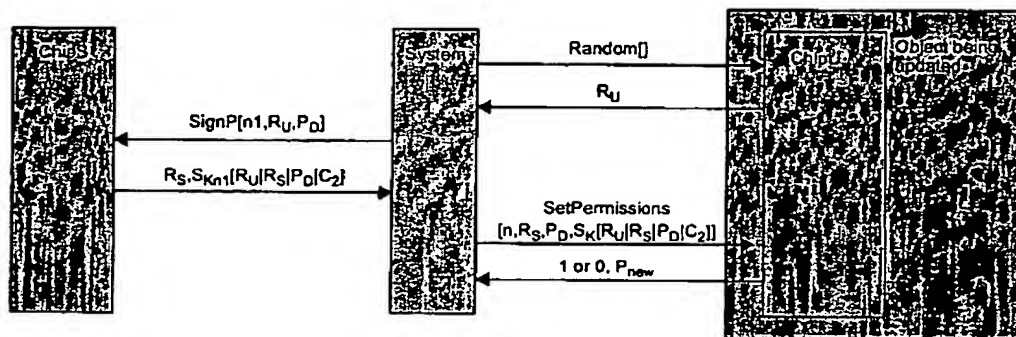 ChipS
System
ChipU
Object being
updated
Random[]
R_U
SignP[n1,R_U,P_D]
R_S,S_Kn1[R_U|R_S|P_D|C_2]
SetPermissions
[n,R_S,P_D,S_K[R_U|R_S|P_D|C_2]]
1 or 0, P_new